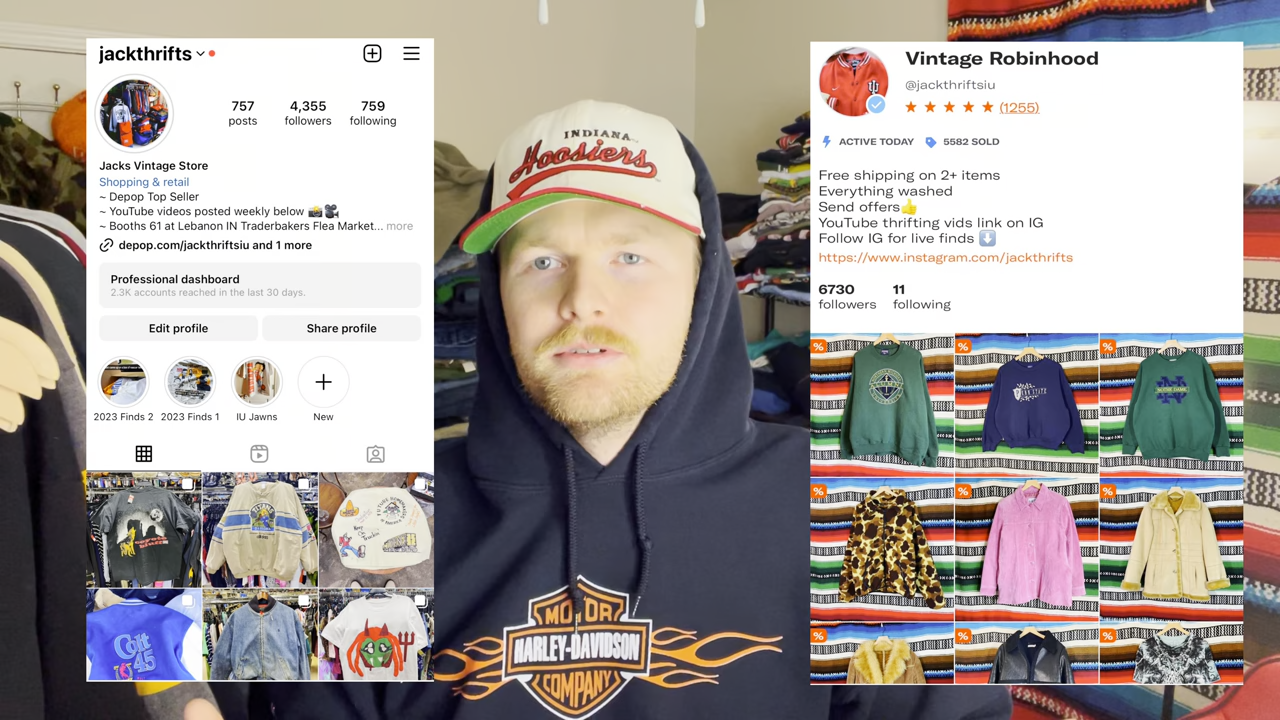 jackthrifts
757
posts
4,355
followers
759
following
Jacks Vintage Store
Shopping & retail
~ Depop Top Seller
~ YouTube videos posted weekly below 📸🎥
~ Booths 61 at Lebanon IN Traderbakers Flea Market... more
depop.com/jackthriftsiu and 1 more
Professional dashboard
2.3K accounts reached in the last 30 days.
Edit profile
Share profile
2023 Finds 2
2023 Finds 1
IU Jawns
New
Colt
45
INDIANA
Hoosiers
MOTOR
HARLEY-DAVIDSON
COMPANY
Vintage Robinhood
@jackthriftsiu
(1255)
ACTIVE TODAY
5582 SOLD
Free shipping on 2+ items
Everything washed
Send offers👍
YouTube thrifting vids link on IG
Follow IG for live finds ⬇️
https://www.instagram.com/jackthrifts
6730
followers
11
following
%
%
%
%
%
%
%
%
%